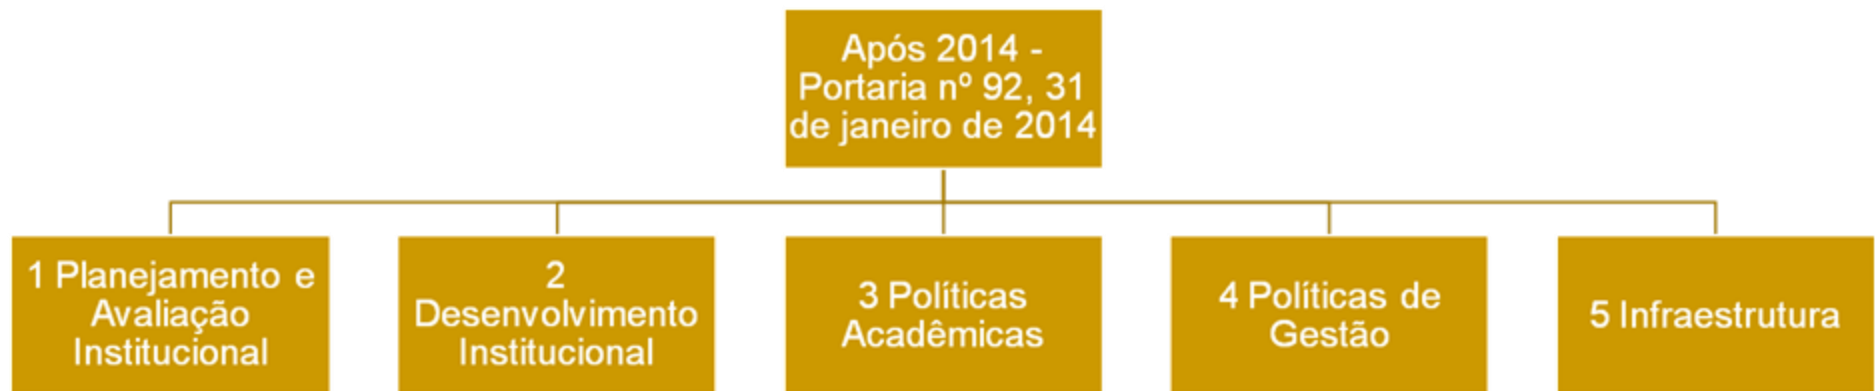 Após 2014 -
Portaria nº 92, 31
de janeiro de 2014
1 Planejamento e
Avaliação
Institucional
2
Desenvolvimento
Institucional
3 Políticas
Acadêmicas
4 Políticas de
Gestão
5 Infraestrutura